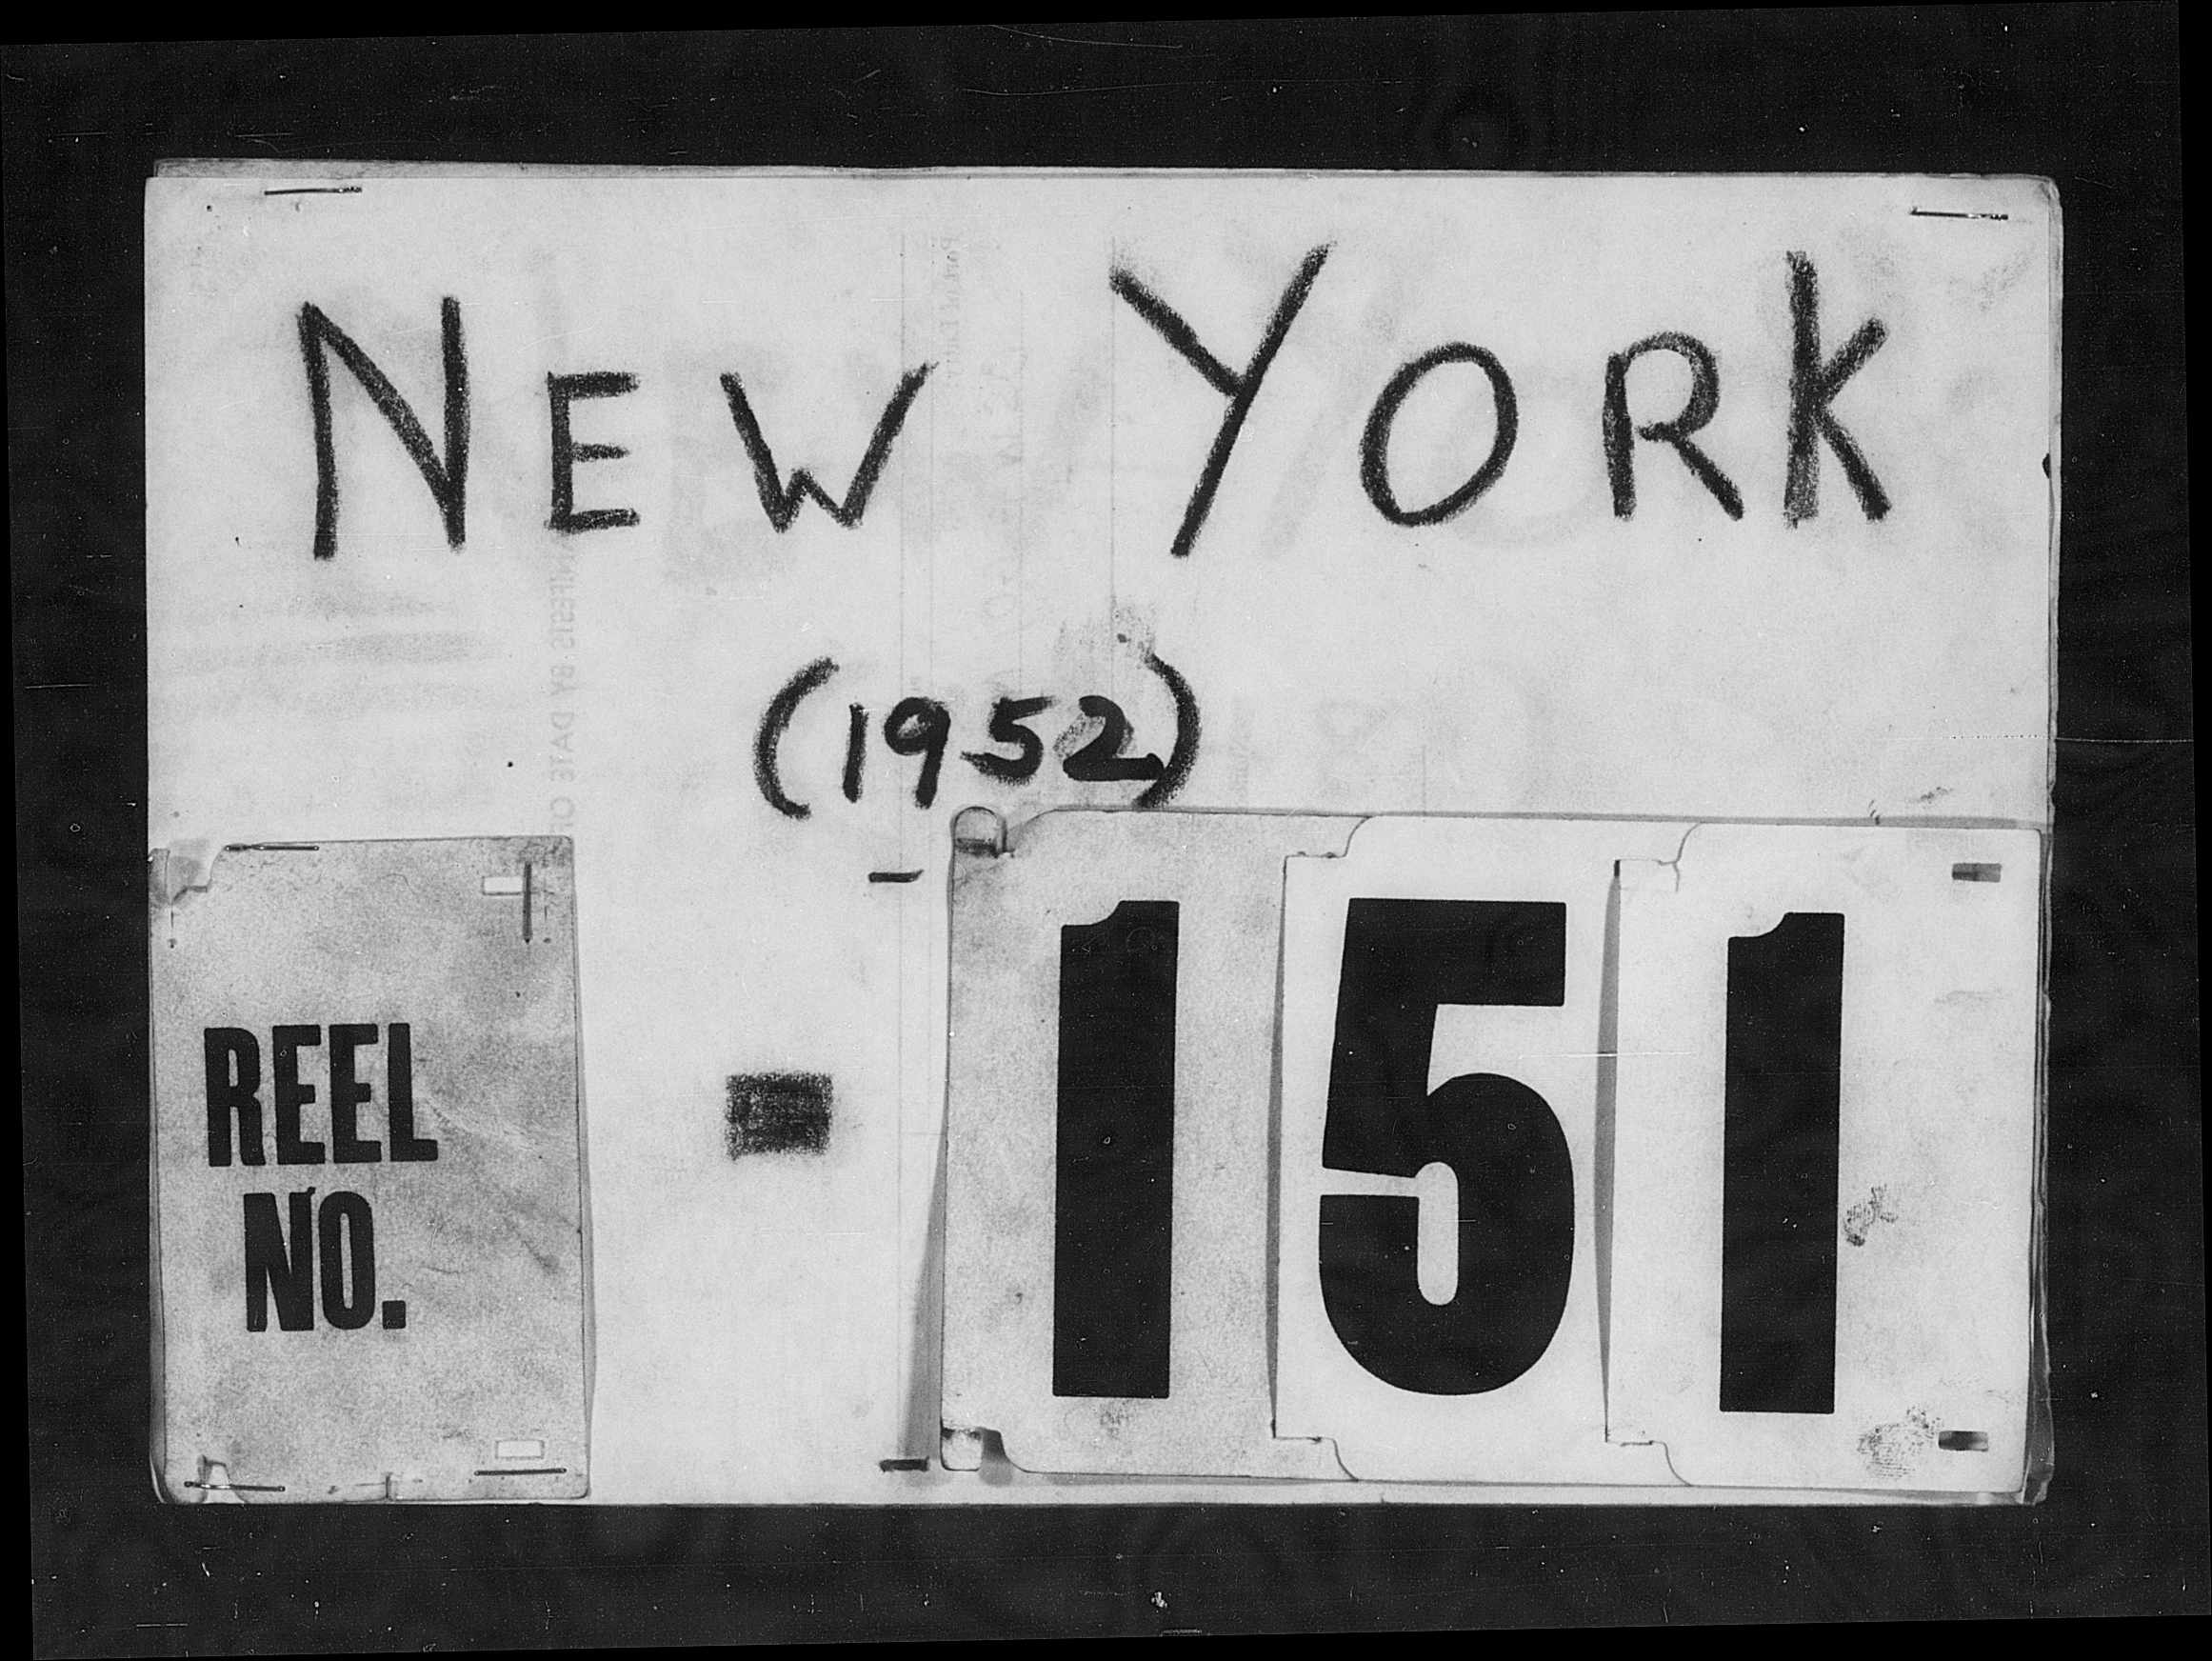 NEW YORK
(1952)
REEL
NO.
- 151